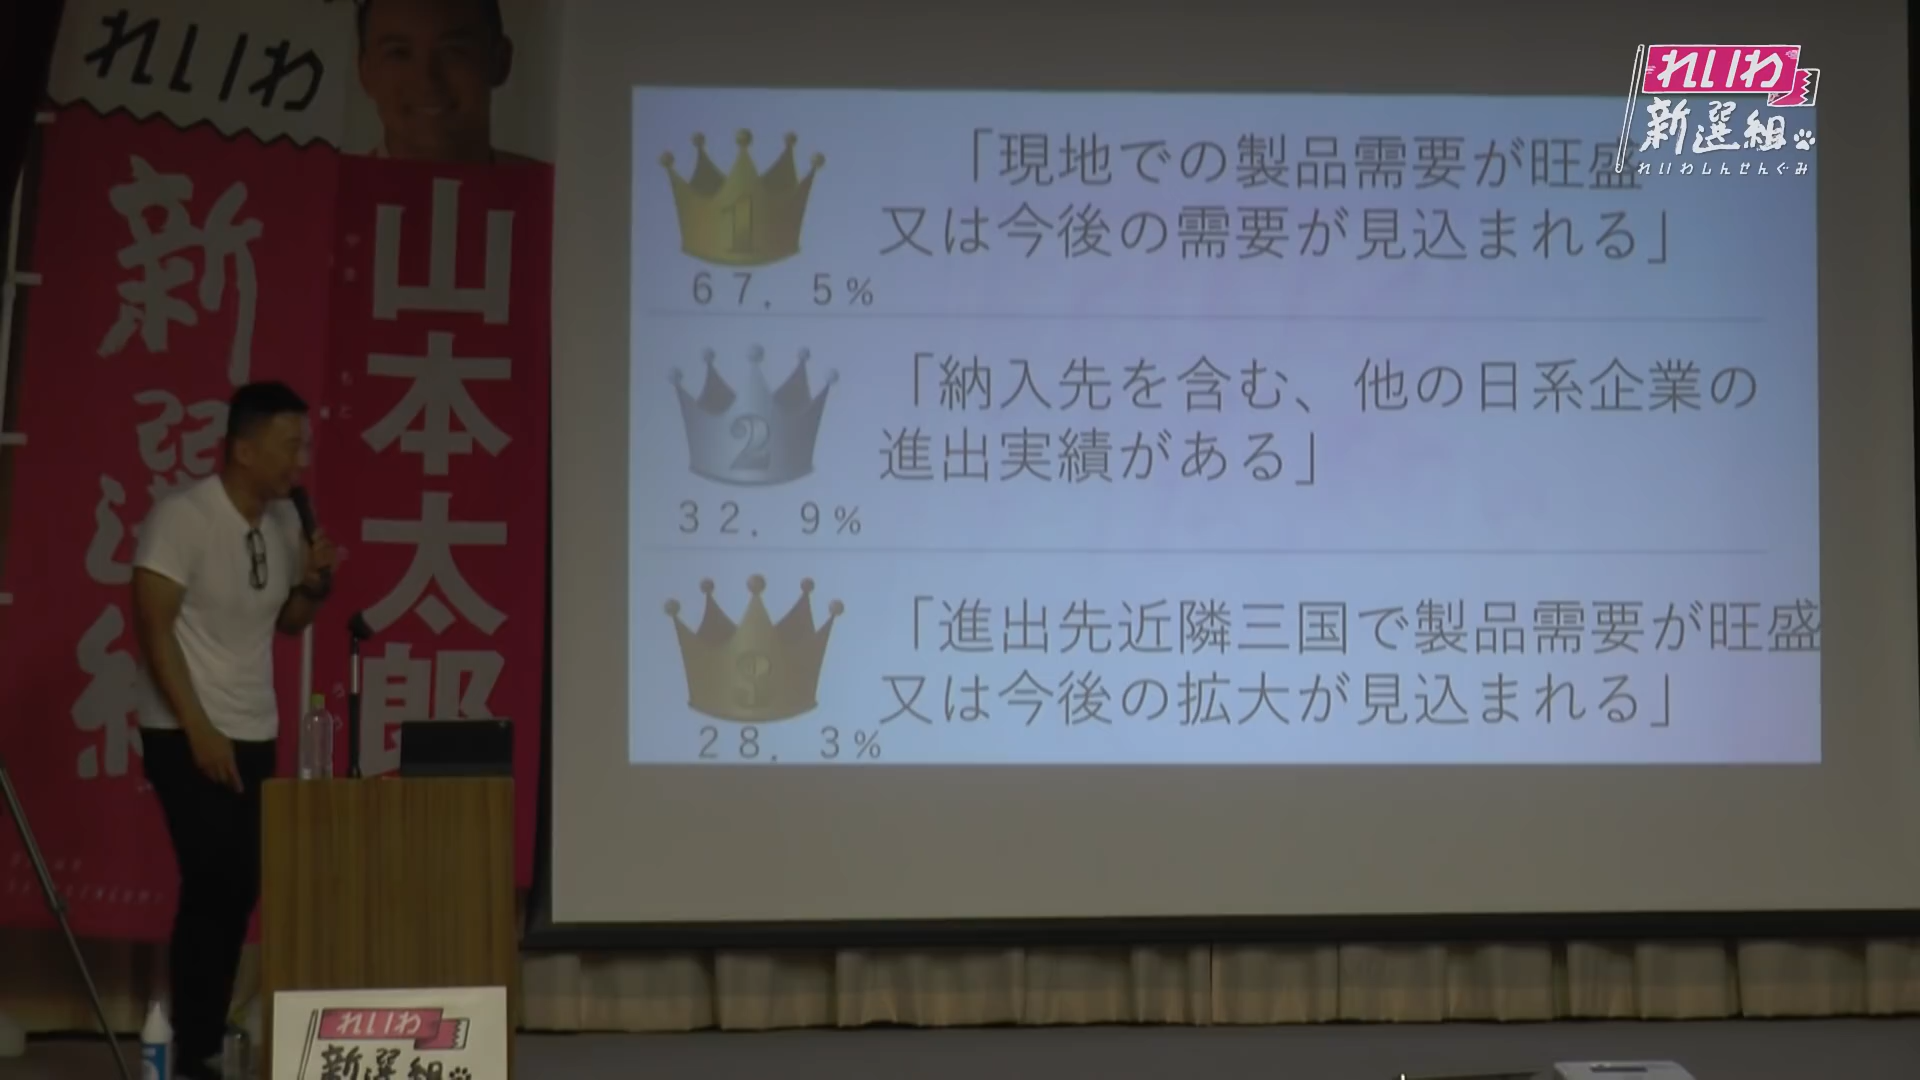 れいわ
新選組
山本太郎
れいわ
新選組
れいわしんせんぐみ
1
「現地での製品需要が旺盛
又は今後の需要が見込まれる」
67.5%
2
「納入先を含む、他の日系企業の
進出実績がある」
32.9%
3
「進出先近隣三国で製品需要が旺盛
又は今後の拡大が見込まれる」
28.3%
れいわ
新選組